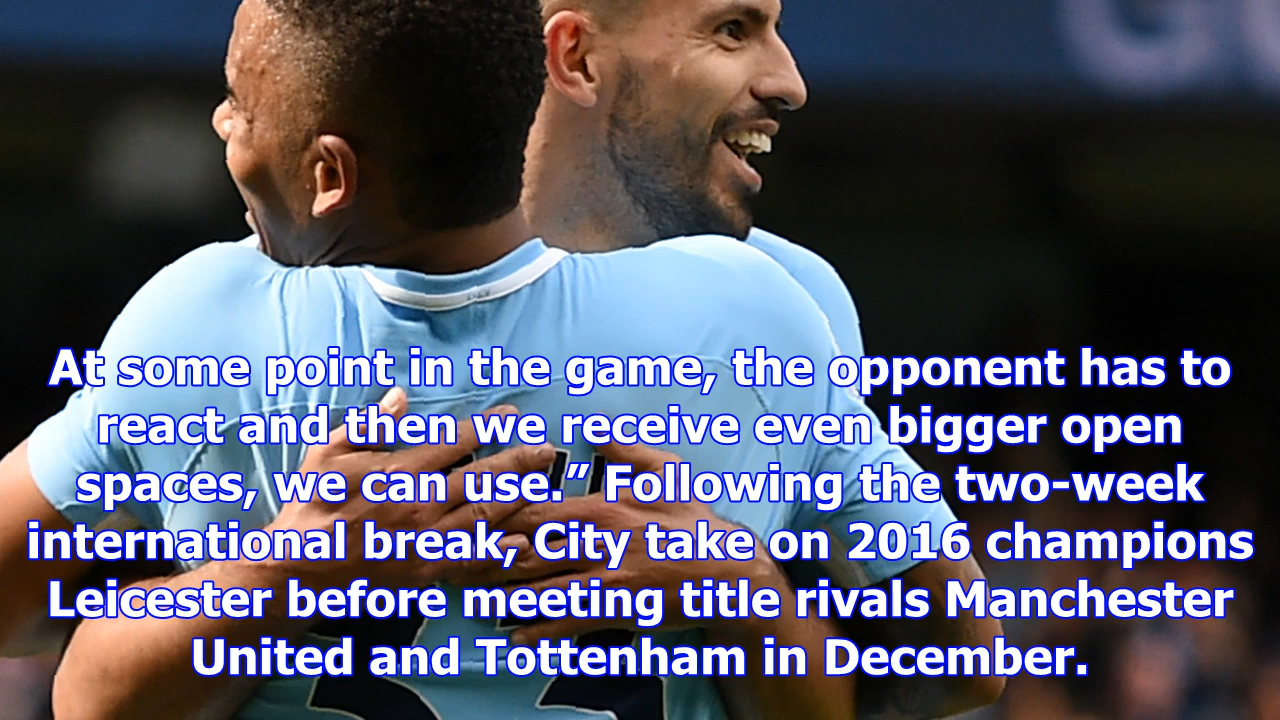 At some point in the game, the opponent has to
react and then we receive even bigger open
spaces, we can use.” Following the two-week
international break, City take on 2016 champions
Leicester before meeting title rivals Manchester
United and Tottenham in December.